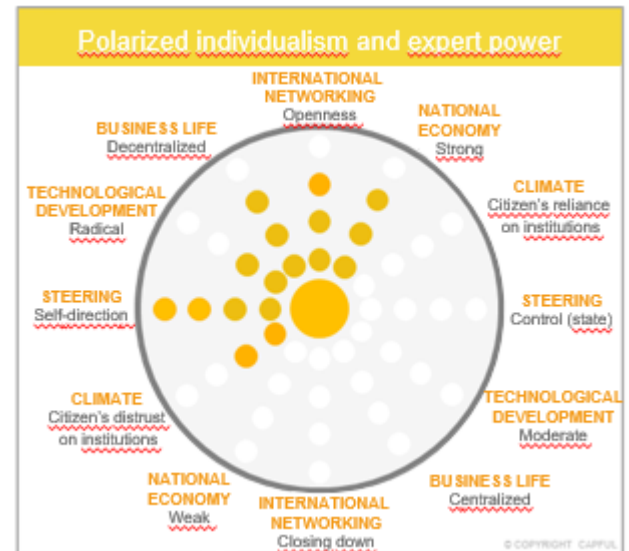 Polarized individualism and expert power
INTERNATIONAL
NETWORKING
Openness
NATIONAL
ECONOMY
Strong
BUSINESS LIFE
Decentralized
CLIMATE
Citizen's reliance
on institutions
TECHNOLOGICAL
DEVELOPMENT
Radical
STEERING
Self-direction
STEERING
Control (state)
CLIMATE
Citizen's distrust
on institutions
TECHNOLOGICAL
DEVELOPMENT
Moderate
NATIONAL
ECONOMY
Weak
BUSINESS LIFE
Centralized
INTERNATIONAL
NETWORKING
Closing down
© COPYRIGHT CAPFUL